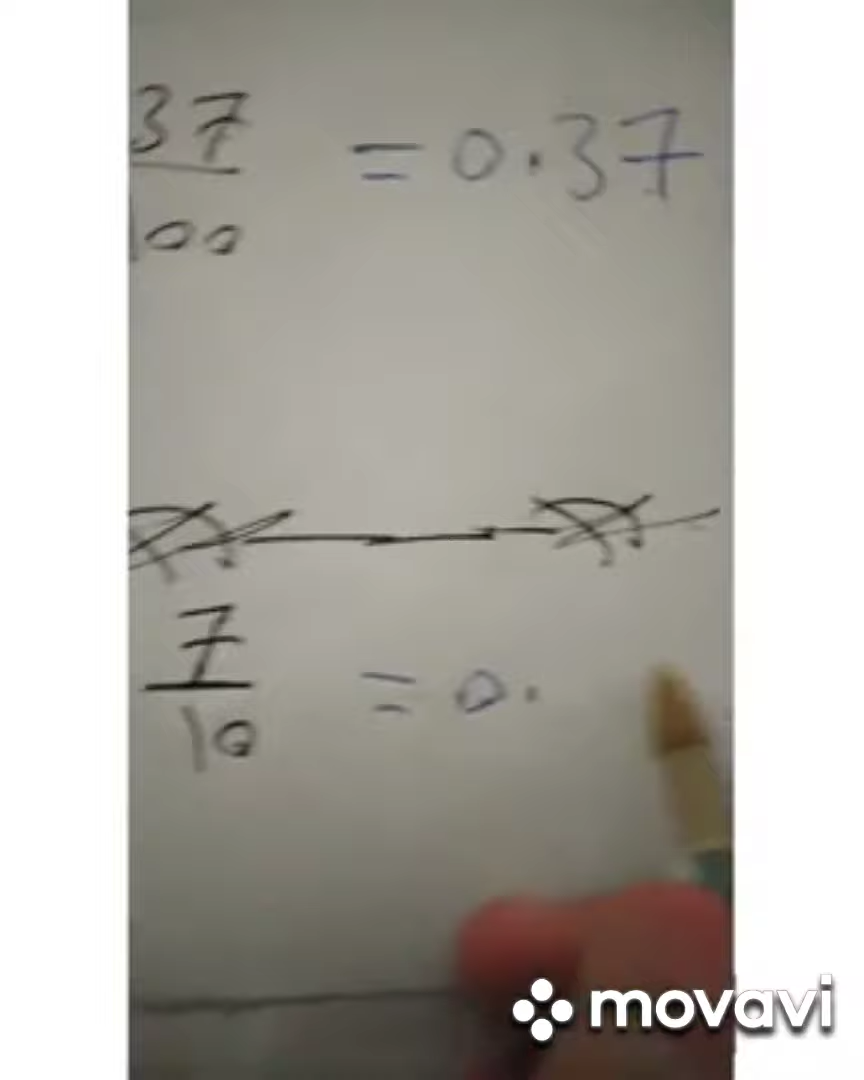 37
100 = 0.37
7
10 = 0.
movavi